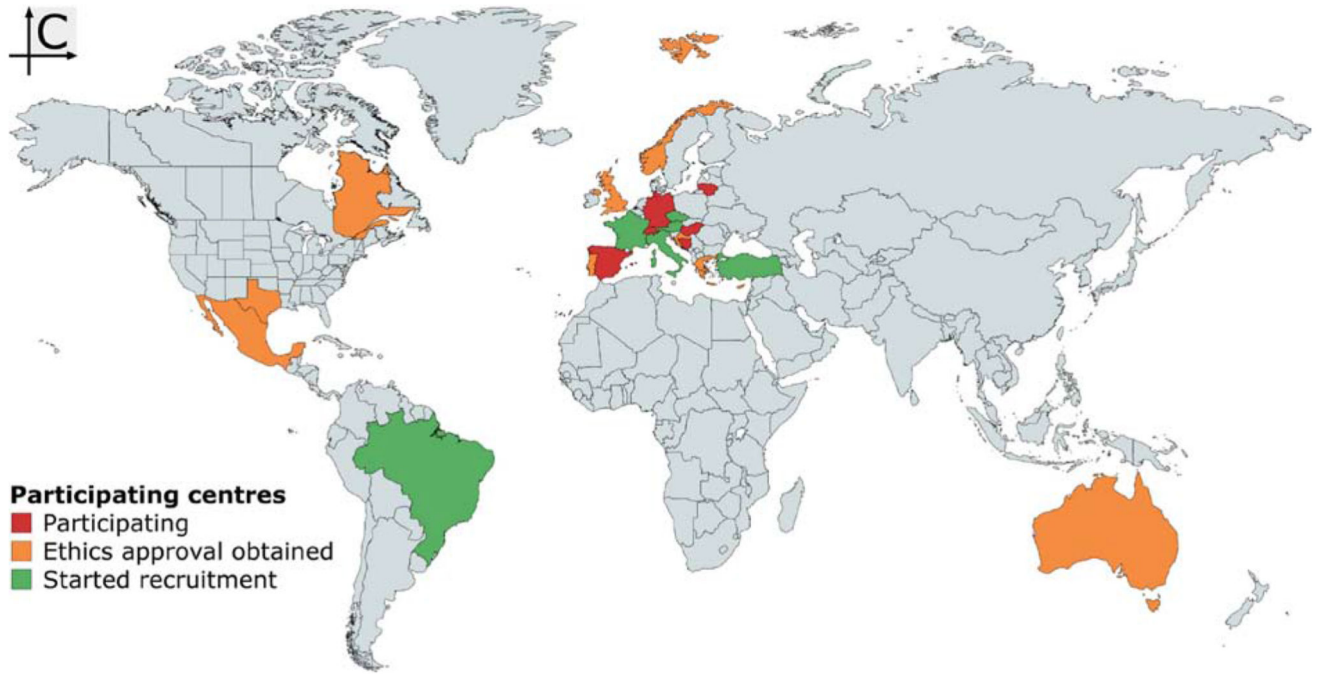 C
Participating centres
Participating
Ethics approval obtained
Started recruitment